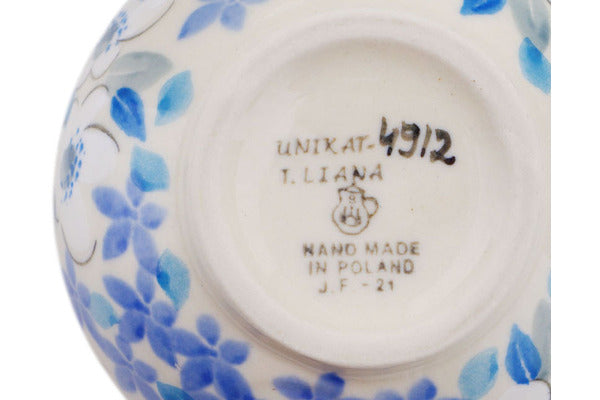 UNIKAT-4912
T. LIANA
HAND MADE
IN POLAND
J.F - 21